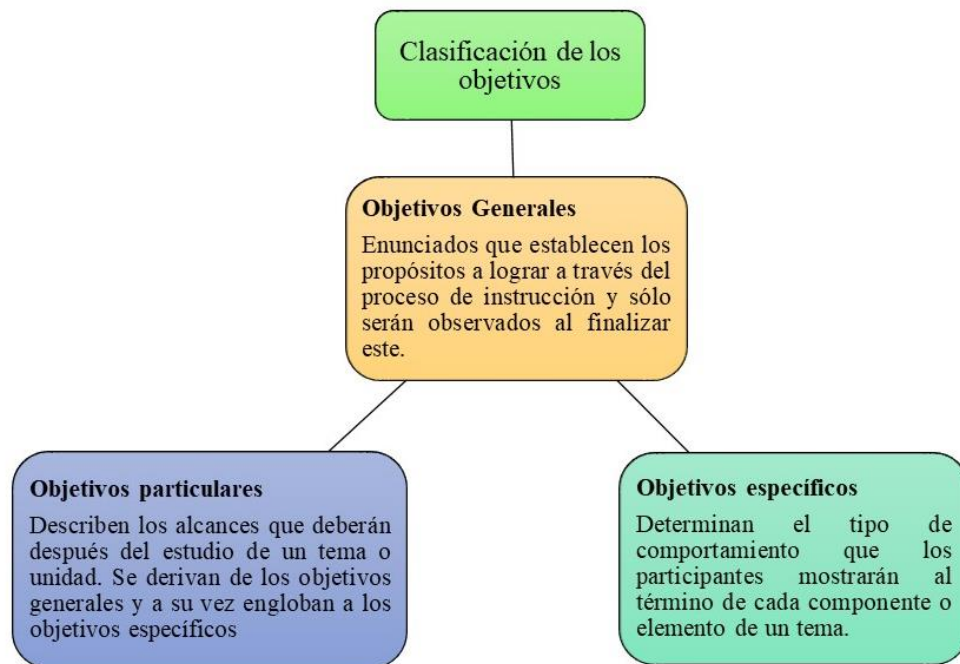 Clasificación de los
objetivos
Objetivos Generales
Enunciados que establecen los
propósitos a lograr a través del
proceso de instrucción y sólo
serán observados al finalizar
este.
Objetivos particulares
Describen los alcances que deberán
después del estudio de un tema o
unidad. Se derivan de los objetivos
generales y a su vez engloban a los
objetivos específicos
Objetivos específicos
Determinan el tipo de
comportamiento que los
participantes mostrarán al
término de cada componente o
elemento de un tema.